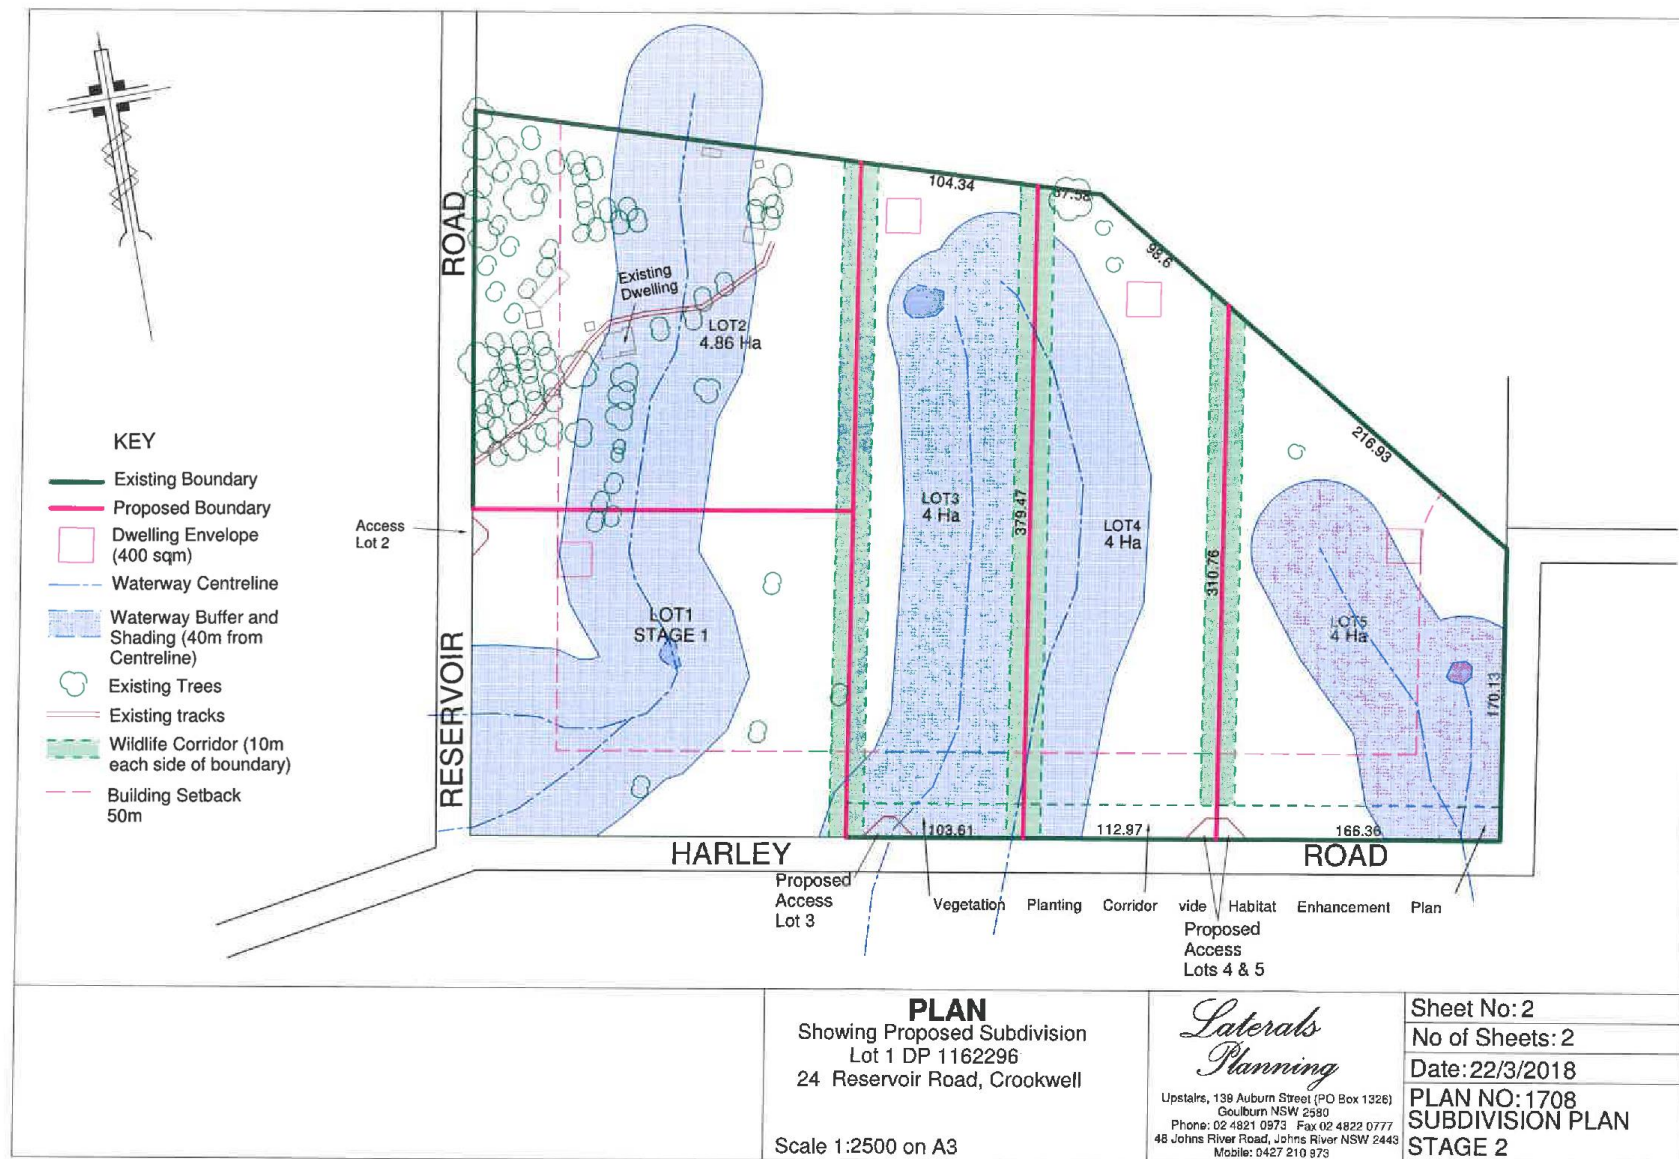 104.34
37.58
98.6
ROAD
Existing
Dwelling
LOT2
4.86 Ha
216.93
KEY
Existing Boundary
Proposed Boundary
Dwelling Envelope
(400 sqm)
Waterway Centreline
Waterway Buffer and
Shading (40m from
Centreline)
Existing Trees
Existing tracks
Wildlife Corridor (10m
each side of boundary)
Building Setback
50m
Access
Lot 2
LOT3
4 Ha
379.47
LOT4
4 Ha
310.76
LOT1
STAGE 1
LOT5
4 Ha
170.13
RESERVOIR
103.61
112.97
166.36
HARLEY ROAD
Proposed
Access
Lot 3
Vegetation Planting Corridor vide Habitat Enhancement Plan
Proposed
Access
Lots 4 & 5
PLAN
Showing Proposed Subdivision
Lot 1 DP 1162296
24 Reservoir Road, Crookwell
Scale 1:2500 on A3
Laterals
Planning
Upstairs, 139 Auburn Street (PO Box 1326)
Goulburn NSW 2580
Phone: 02 4821 0973 Fax 02 4822 0777
48 Johns River Road, Johns River NSW 2443
Mobile: 0427 210 973
Sheet No: 2
No of Sheets: 2
Date: 22/3/2018
PLAN NO: 1708
SUBDIVISION PLAN
STAGE 2